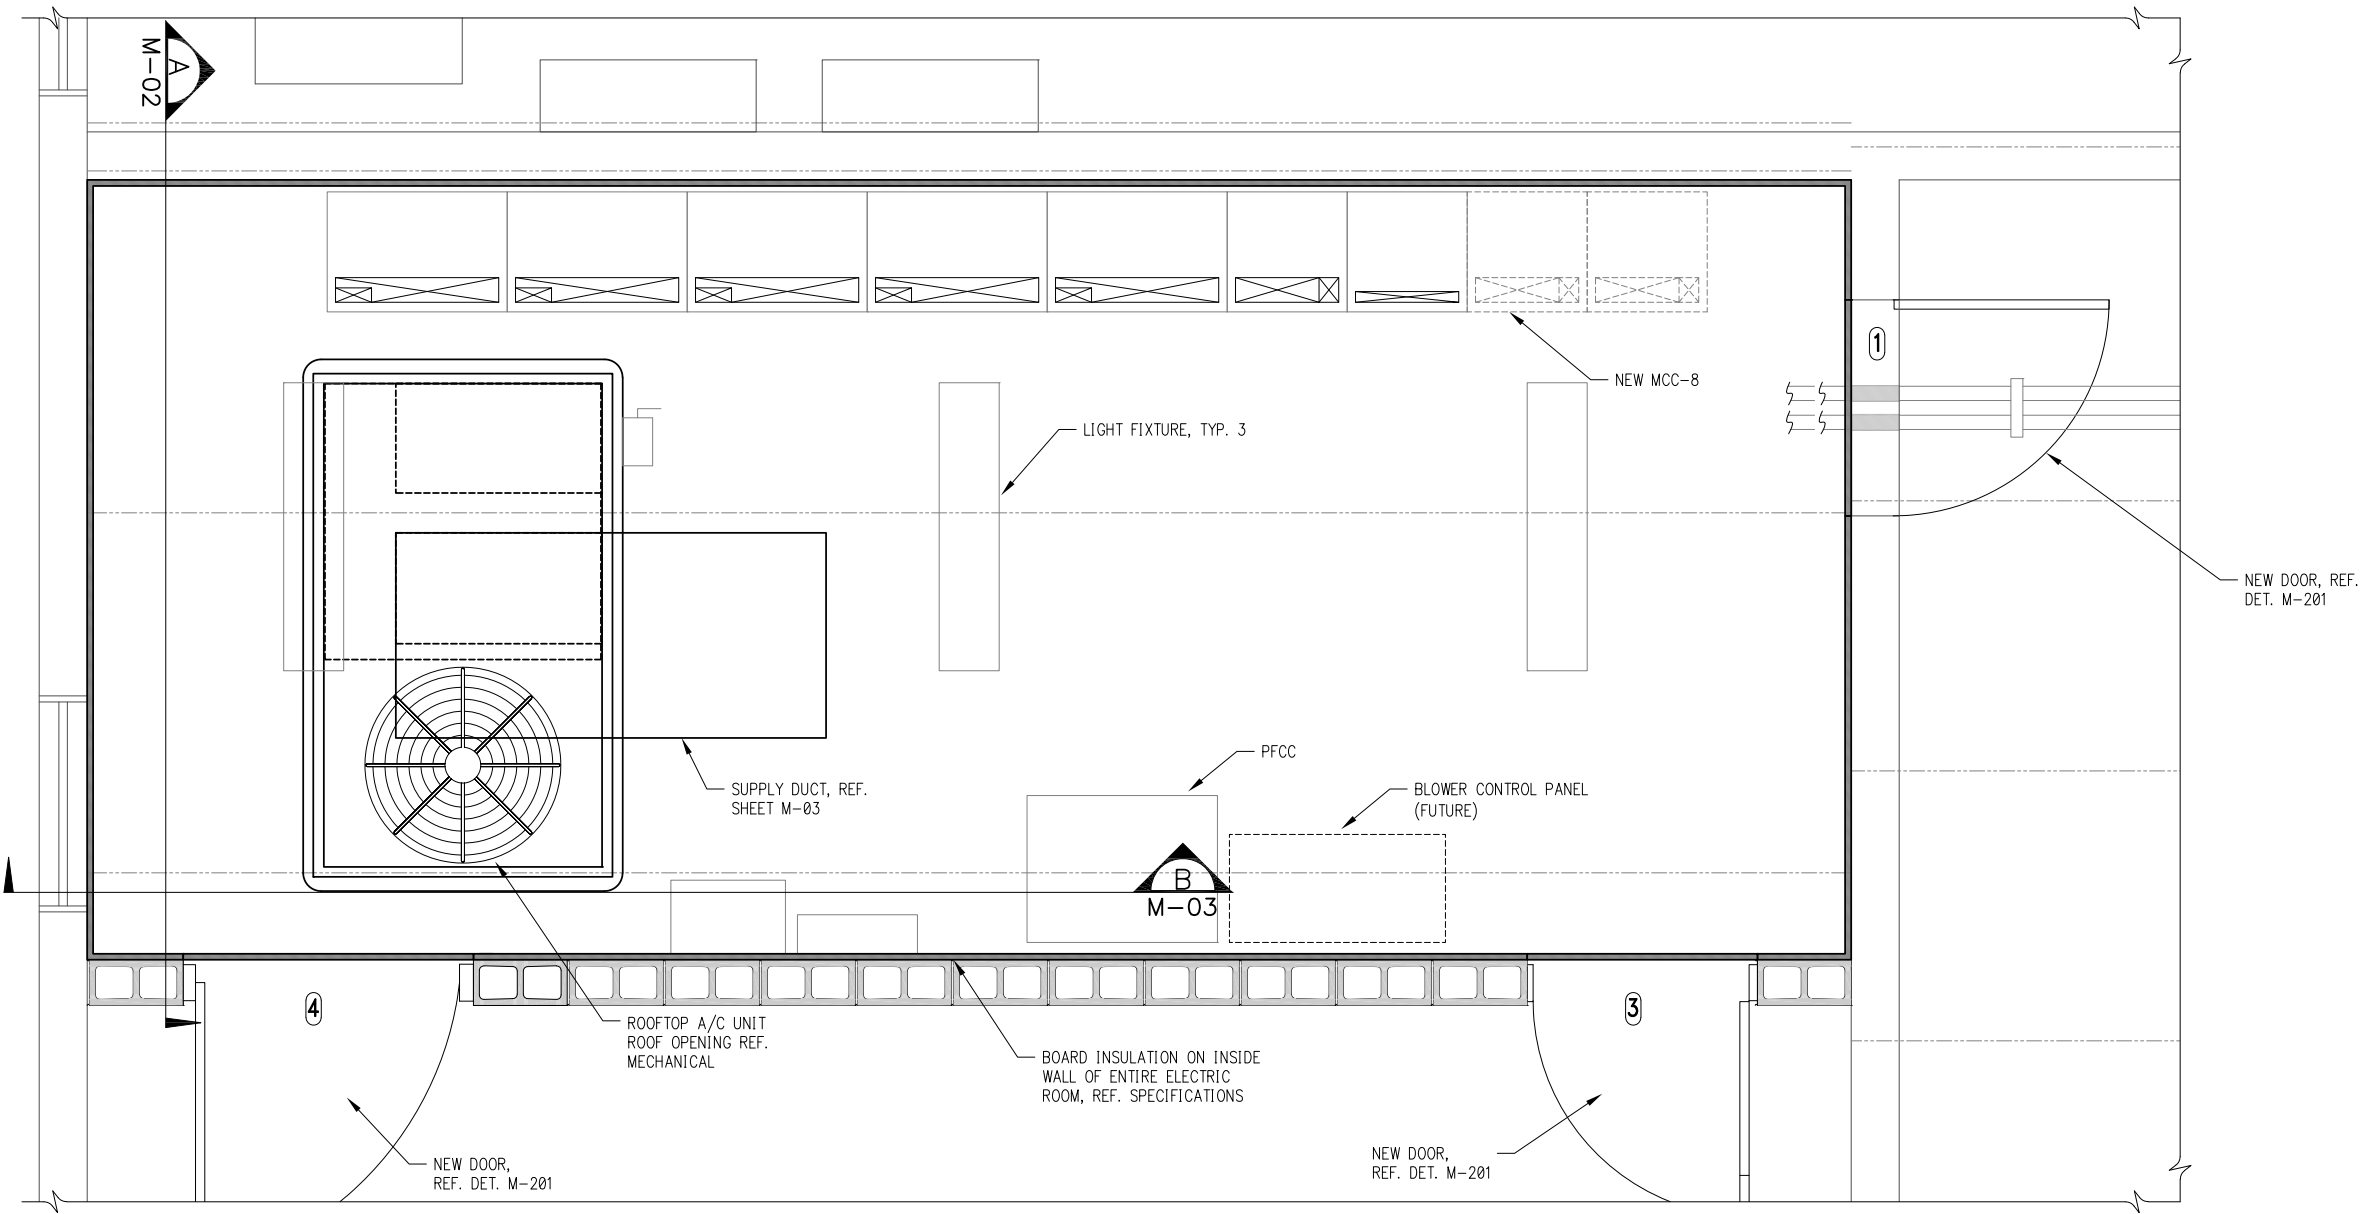 A
M-02
1
NEW MCC-8
LIGHT FIXTURE, TYP. 3
NEW DOOR, REF.
DET. M-201
PFCC
SUPPLY DUCT, REF.
SHEET M-03
BLOWER CONTROL PANEL
(FUTURE)
B
M-03
4
3
ROOFTOP A/C UNIT
ROOF OPENING REF.
MECHANICAL
BOARD INSULATION ON INSIDE
WALL OF ENTIRE ELECTRIC
ROOM, REF. SPECIFICATIONS
NEW DOOR,
REF. DET. M-201
NEW DOOR,
REF. DET. M-201